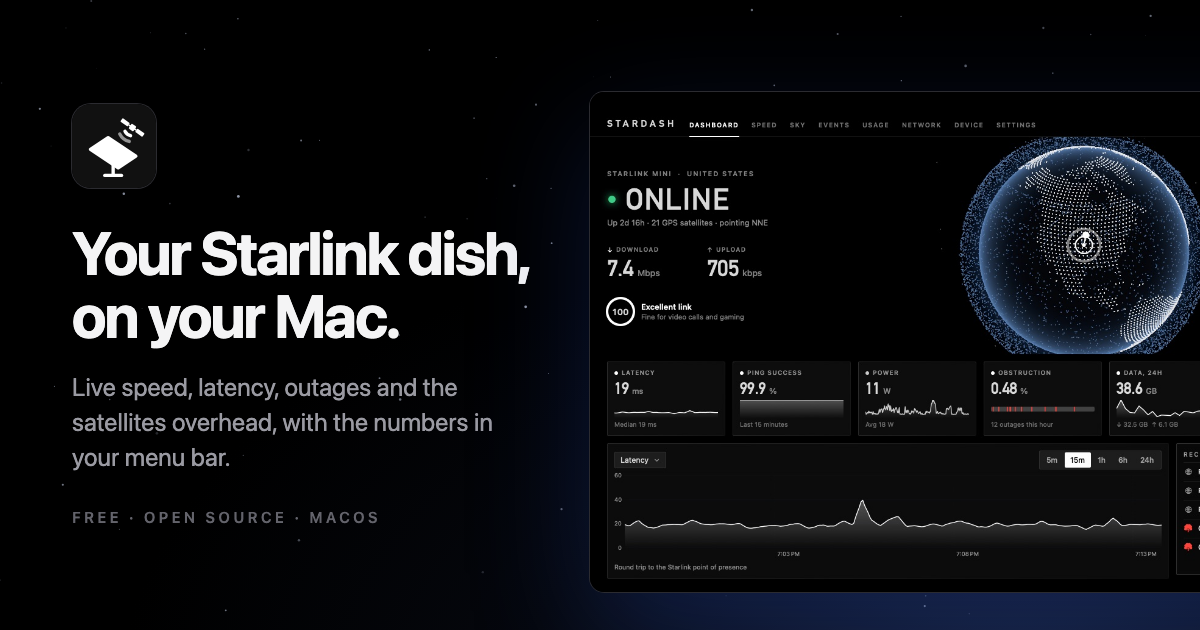 Your Starlink dish,
on your Mac.
Live speed, latency, outages and the
satellites overhead, with the numbers in
your menu bar.
FREE · OPEN SOURCE · MACOS
STARDASH DASHBOARD SPEED SKY EVENTS USAGE NETWORK DEVICE SETTINGS
STARLINK MINI · UNITED STATES
ONLINE
Up 2d 16h · 21 GPS satellites · pointing NNE
↓ DOWNLOAD ↑ UPLOAD
7.4 Mbps 705 kbps
100 Excellent link
Fine for video calls and gaming
LATENCY
19 ms
Median 19 ms
PING SUCCESS
99.9 %
Last 15 minutes
POWER
11 W
Avg 18 W
OBSTRUCTION
0.48 %
12 outages this hour
DATA, 24H
38.6 GB
↓ 32.5 GB ↑ 6.1 GB
Latency 5m 15m 1h 6h 24h
60
40
20
0
7:03 PM 7:08 PM 7:13 PM
Round trip to the Starlink point of presence
REC